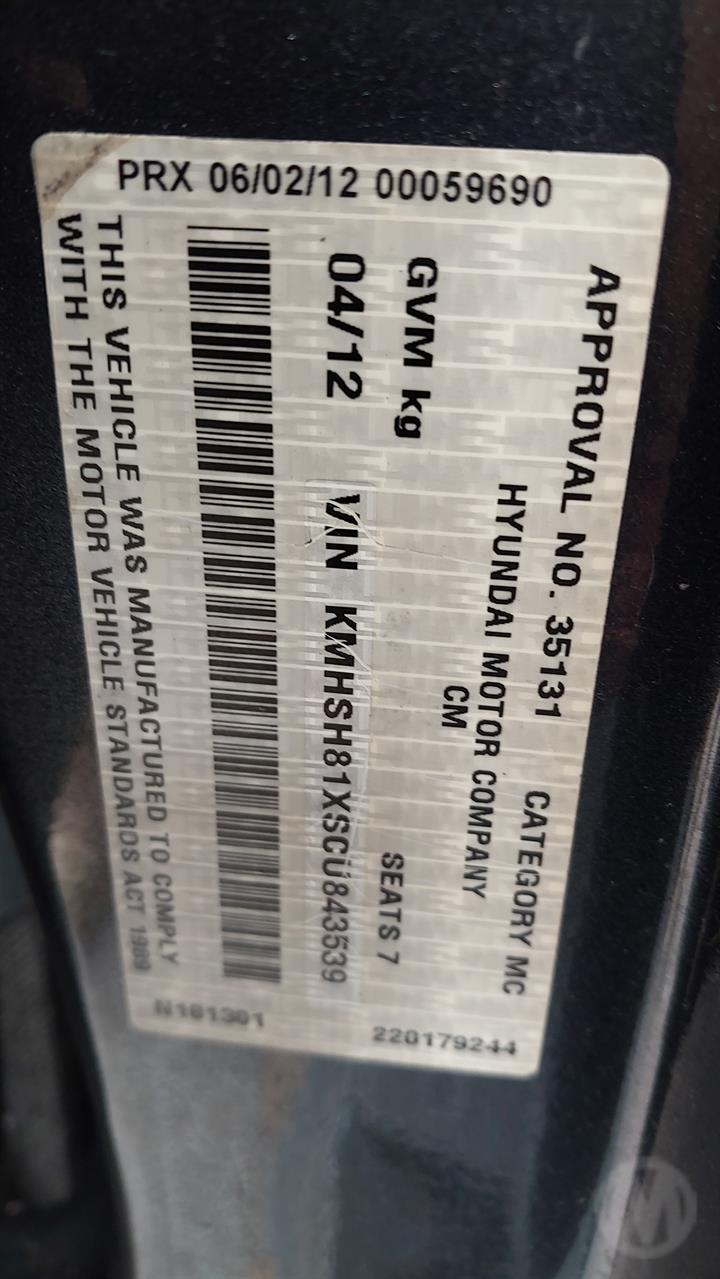 PRX 06/02/12 00059690
APPROVAL NO. 35131 CATEGORY MC
HYUNDAI MOTOR COMPANY
CM
GVM kg SEATS 7
04/12 VIN KMHSH81XSCU843539
THIS VEHICLE WAS MANUFACTURED TO COMPLY
WITH THE MOTOR VEHICLE STANDARDS ACT 1989
220179244
N181301
M